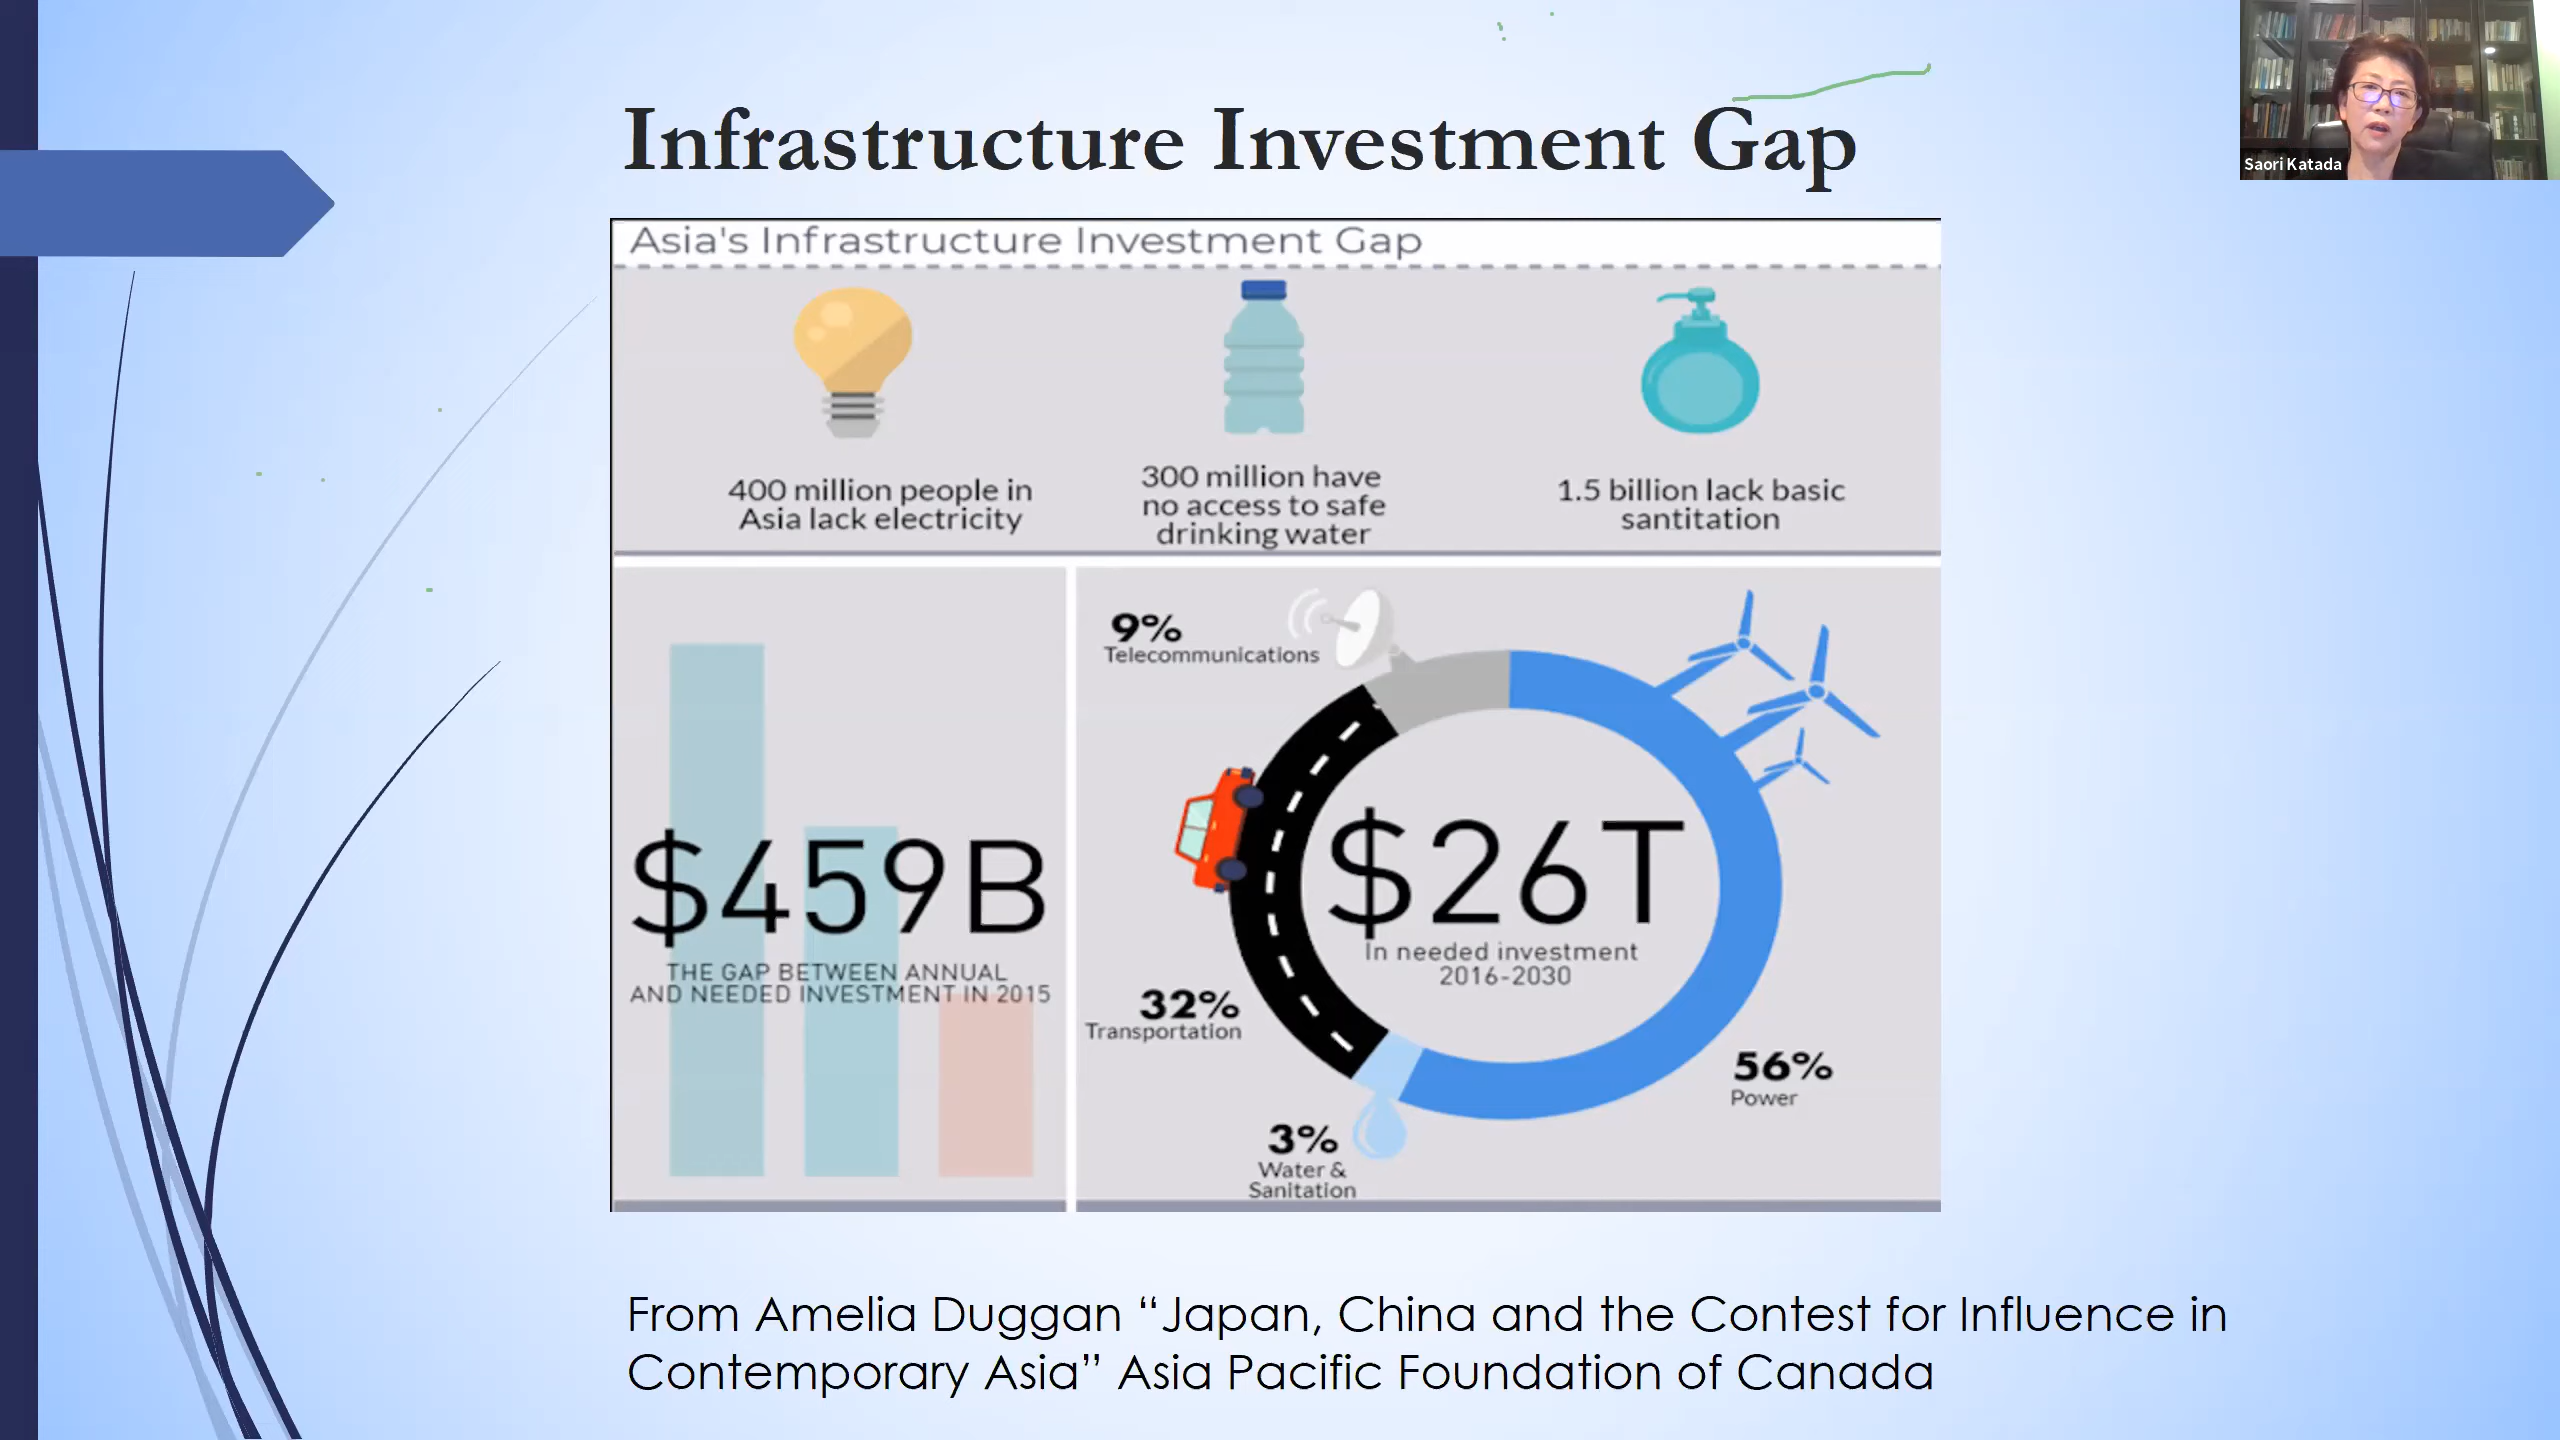 Infrastructure Investment Gap
Saori Katada
Asia's Infrastructure Investment Gap
400 million people in
Asia lack electricity
300 million have
no access to safe
drinking water
1.5 billion lack basic
santitation
$459B
THE GAP BETWEEN ANNUAL
AND NEEDED INVESTMENT IN 2015
9%
Telecommunications
$26T
In needed investment
2016-2030
32%
Transportation
56%
Power
3%
Water &
Sanitation
From Amelia Duggan “Japan, China and the Contest for Influence in
Contemporary Asia” Asia Pacific Foundation of Canada